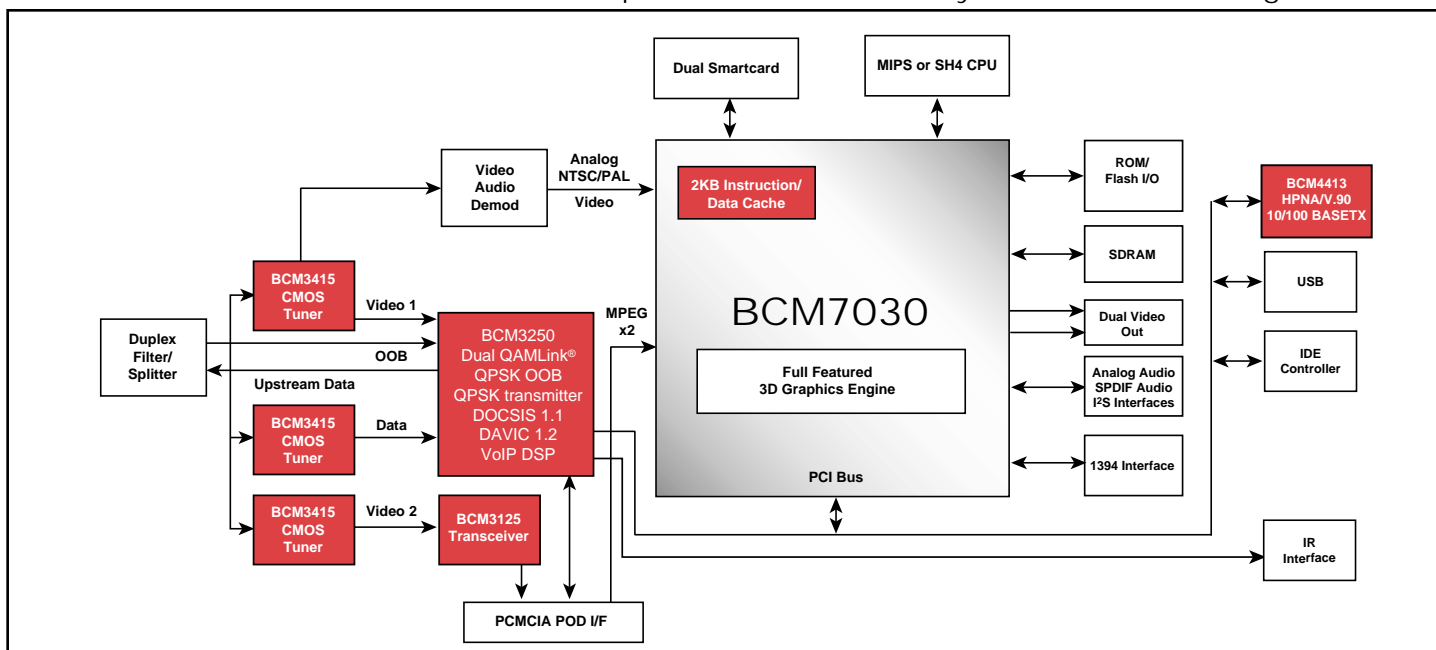 Dual Smartcard
MIPS or SH4 CPU
Video
Audio
Demod
Analog
NTSC/PAL
Video
2KB Instruction/
Data Cache
ROM/
Flash I/O
BCM4413
HPNA/V.90
10/100 BASETX
SDRAM
USB
BCM3415
CMOS
Tuner
Video 1
Duplex
Filter/
Splitter
OOB
Upstream Data
BCM3250
Dual QAMLink®
QPSK OOB
QPSK transmitter
DOCSIS 1.1
DAVIC 1.2
VoIP DSP
MPEG
x2
BCM7030
Full Featured
3D Graphics Engine
Dual Video
Out
IDE
Controller
Analog Audio
SPDIF Audio
I²S Interfaces
BCM3415
CMOS
Tuner
Data
1394 Interface
PCI Bus
BCM3415
CMOS
Tuner
Video 2
BCM3125
Transceiver
IR
Interface
PCMCIA POD I/F